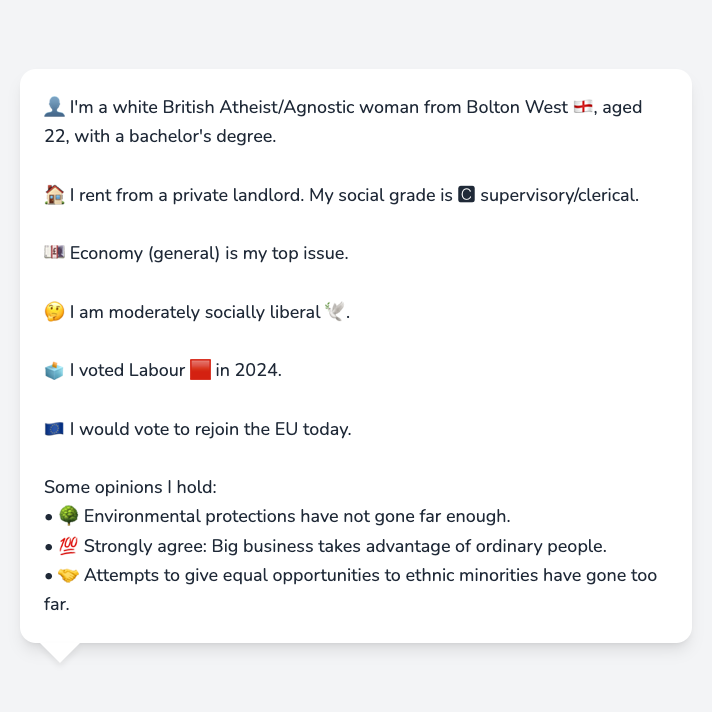 👤 I'm a white British Atheist/Agnostic woman from Bolton West 🏴󠁧󠁢󠁥󠁮󠁧󠁿, aged
22, with a bachelor's degree.
🏠 I rent from a private landlord. My social grade is 🅲 supervisory/clerical.
💷 Economy (general) is my top issue.
🤔 I am moderately socially liberal 🕊️.
🗳️ I voted Labour 🟥 in 2024.
🇪🇺 I would vote to rejoin the EU today.
Some opinions I hold:
• 🌳 Environmental protections have not gone far enough.
• 💯 Strongly agree: Big business takes advantage of ordinary people.
• 🤝 Attempts to give equal opportunities to ethnic minorities have gone too
far.